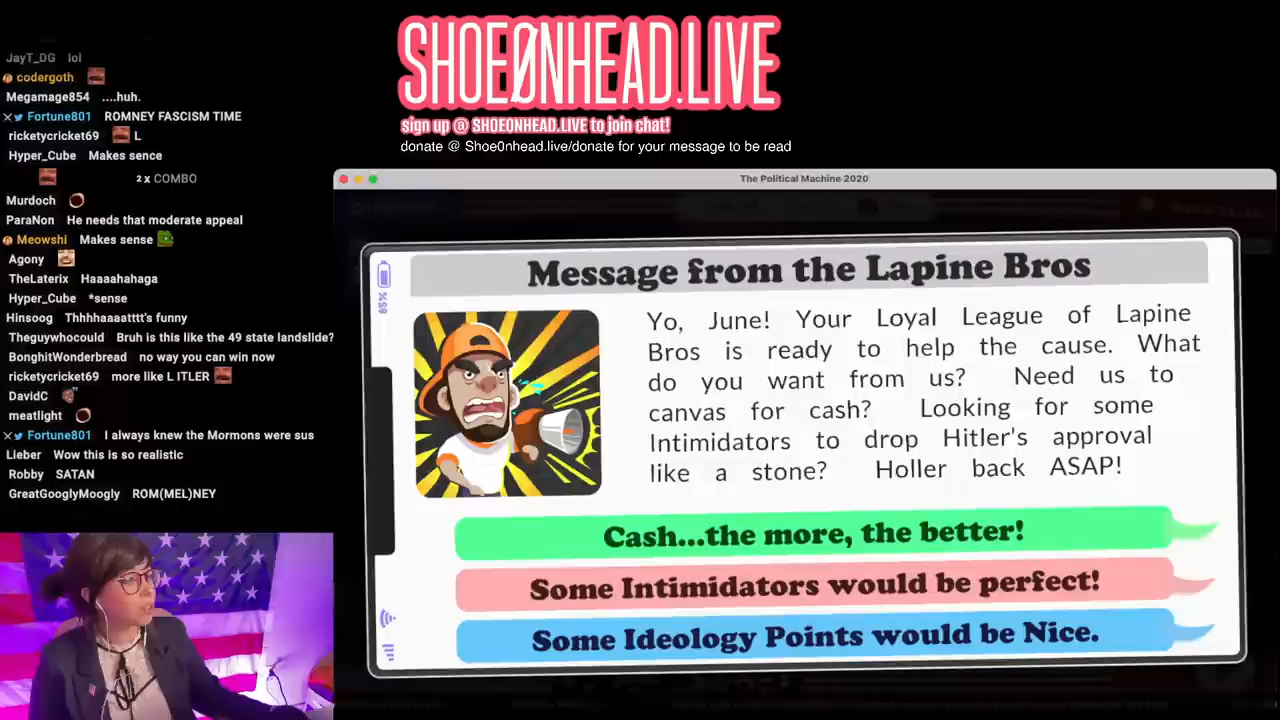 JayT_DG lol
codergoth
Megamage854 ....huh.
Fortune801 ROMNEY FASCISM TIME
ricketycricket69 L
Hyper_Cube Makes sence
2 x COMBO
Murdoch
ParaNon He needs that moderate appeal
Meowshi Makes sense
Agony
TheLaterix Haaaahahaga
Hyper_Cube *sense
Hinsoog Thhhhaaaatttt's funny
Theguywhocould Bruh is this like the 49 state landslide?
BonghitWonderbread no way you can win now
ricketycricket69 more like L ITLER
DavidC
meatlight
Fortune801 I always knew the Mormons were sus
Lieber Wow this is so realistic
Robby SATAN
GreatGooglyMoogly ROM(MEL)NEY
SHOEØNHEAD.LIVE
sign up @ SHOE0NHEAD.LIVE to join chat!
donate @ Shoe0nhead.live/donate for your message to be read
The Political Machine 2020
65%
Message from the Lapine Bros
Yo, June! Your Loyal League of Lapine
Bros is ready to help the cause. What
do you want from us? Need us to
canvas for cash? Looking for some
Intimidators to drop Hitler's approval
like a stone? Holler back ASAP!
Cash...the more, the better!
Some Intimidators would be perfect!
Some Ideology Points would be Nice.